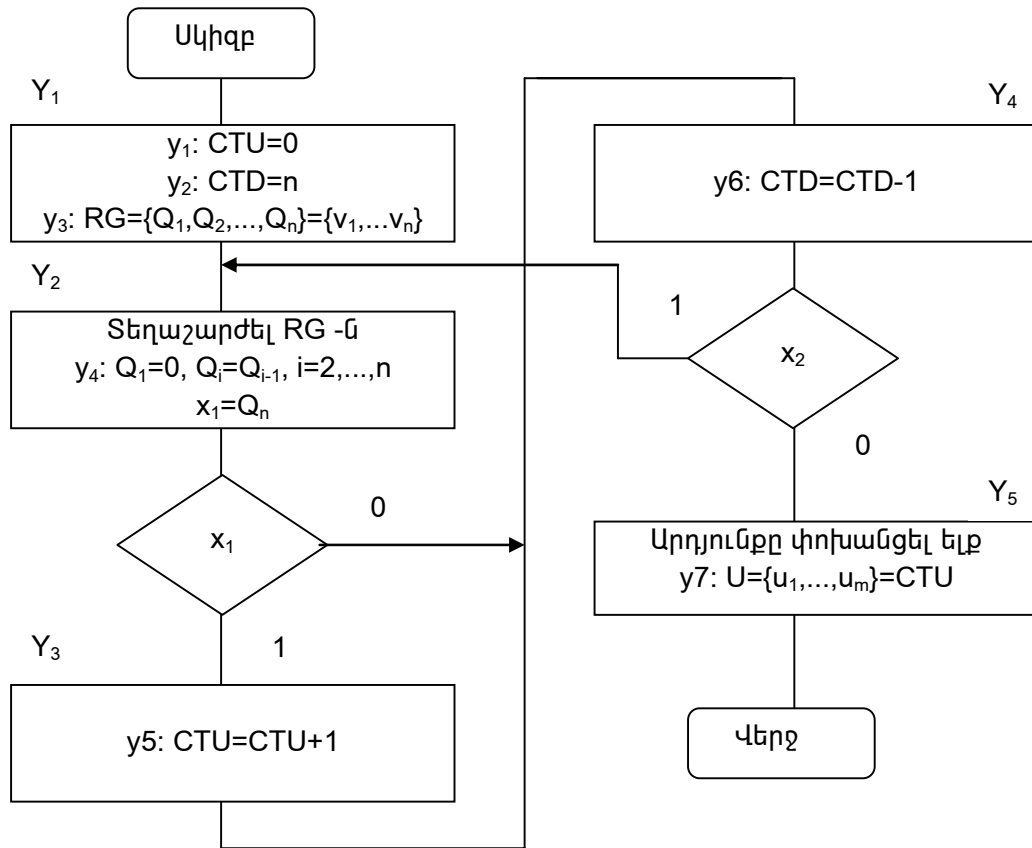 Սկիզբ
Y₁
y₁: CTU=0
y₂: CTD=n
y₃: RG={Q₁,Q₂,...,Qₙ}={v₁,...vₙ}
Y₂
Տեղաշարժել RG -ն
y₄: Q₁=0, Qᵢ=Qᵢ₋₁, i=2,...,n
x₁=Qₙ
x₁
0
1
Y₃
y5: CTU=CTU+1
Y₄
y6: CTD=CTD-1
1
x₂
0
Y₅
Արդյունքը փոխանցել ելք
y7: U={u₁,...,uₘ}=CTU
Վերջ